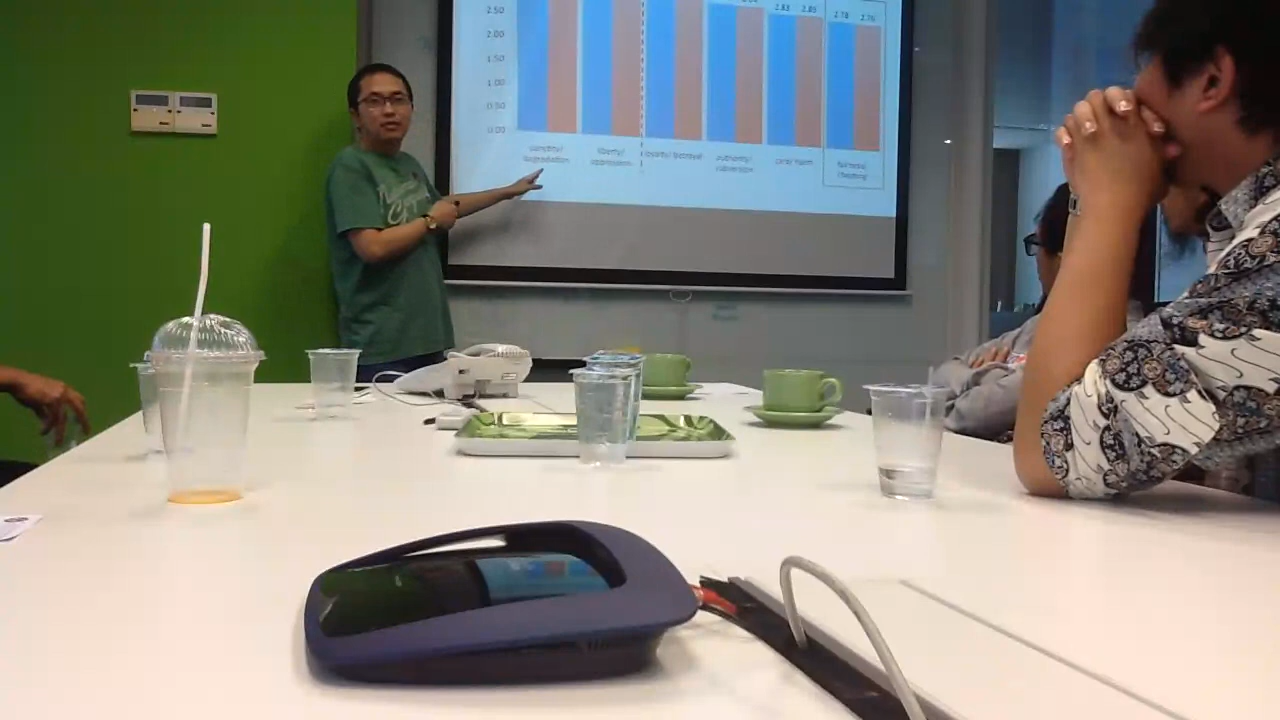 2.50
2.00
2.83 2.85
2.78 2.76
1.50
1.00
0.50
0.00
sanctity/
degradation
liberty/
oppression
loyalty/ betrayal
authority/
subversion
care/ harm
fairness/
cheating